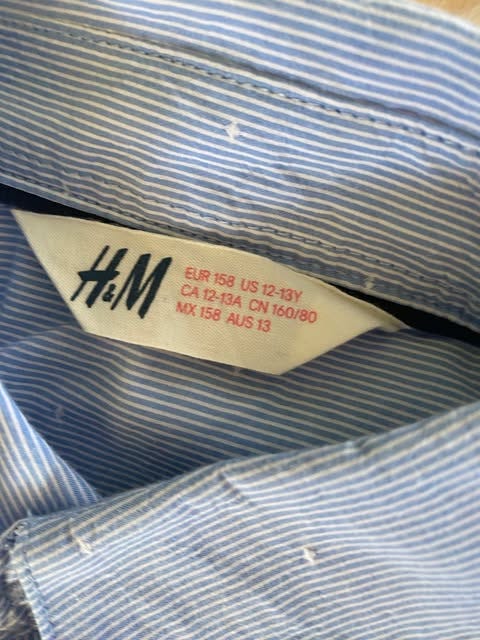 H&M
EUR 158 US 12-13Y
CA 12-13A CN 160/80
MX 158 AUS 13